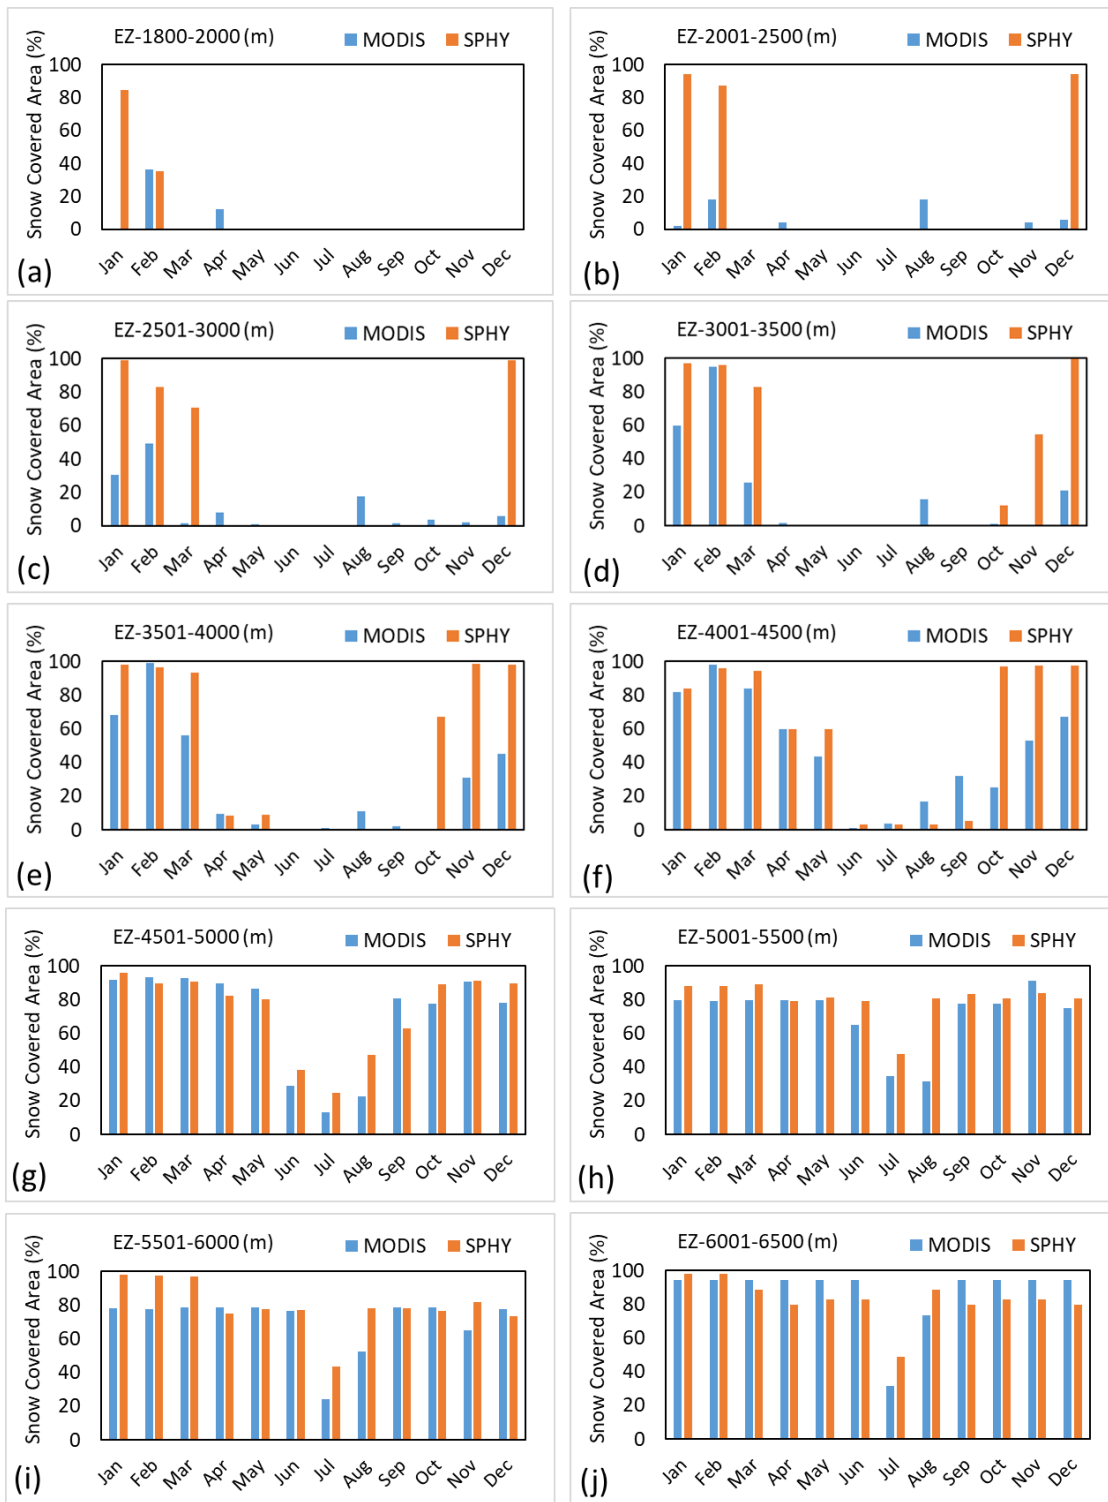 EZ-1800-2000 (m) MODIS SPHY
Snow Covered Area (%)
100
80
60
40
20
0
Jan Feb Mar Apr May Jun Jul Aug Sep Oct Nov Dec
(a)
EZ-2001-2500 (m) MODIS SPHY
Snow Covered Area (%)
100
80
60
40
20
0
Jan Feb Mar Apr May Jun Jul Aug Sep Oct Nov Dec
(b)
EZ-2501-3000 (m) MODIS SPHY
Snow Covered Area (%)
100
80
60
40
20
0
Jan Feb Mar Apr May Jun Jul Aug Sep Oct Nov Dec
(c)
EZ-3001-3500 (m) MODIS SPHY
Snow Covered Area (%)
100
80
60
40
20
0
Jan Feb Mar Apr May Jun Jul Aug Sep Oct Nov Dec
(d)
EZ-3501-4000 (m) MODIS SPHY
Snow Covered Area (%)
100
80
60
40
20
0
Jan Feb Mar Apr May Jun Jul Aug Sep Oct Nov Dec
(e)
EZ-4001-4500 (m) MODIS SPHY
Snow Covered Area (%)
100
80
60
40
20
0
Jan Feb Mar Apr May Jun Jul Aug Sep Oct Nov Dec
(f)
EZ-4501-5000 (m) MODIS SPHY
Snow Covered Area (%)
100
80
60
40
20
0
Jan Feb Mar Apr May Jun Jul Aug Sep Oct Nov Dec
(g)
EZ-5001-5500 (m) MODIS SPHY
Snow Covered Area (%)
100
80
60
40
20
0
Jan Feb Mar Apr May Jun Jul Aug Sep Oct Nov Dec
(h)
EZ-5501-6000 (m) MODIS SPHY
Snow Covered Area (%)
100
80
60
40
20
0
Jan Feb Mar Apr May Jun Jul Aug Sep Oct Nov Dec
(i)
EZ-6001-6500 (m) MODIS SPHY
Snow Covered Area (%)
100
80
60
40
20
0
Jan Feb Mar Apr May Jun Jul Aug Sep Oct Nov Dec
(j)